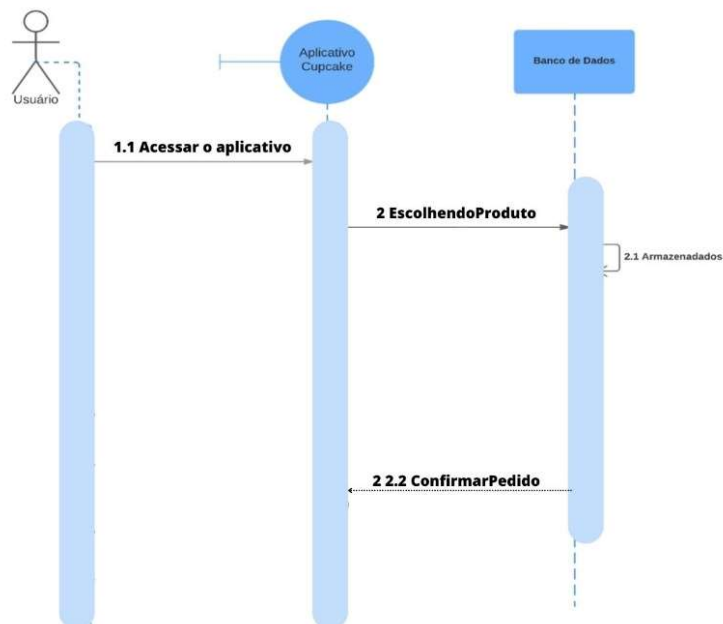 Aplicativo
Cupcake
Banco de Dados
Usuário
1.1 Acessar o aplicativo
2 EscolhendoProduto
2.1 Armazenadados
2 2.2 ConfirmarPedido